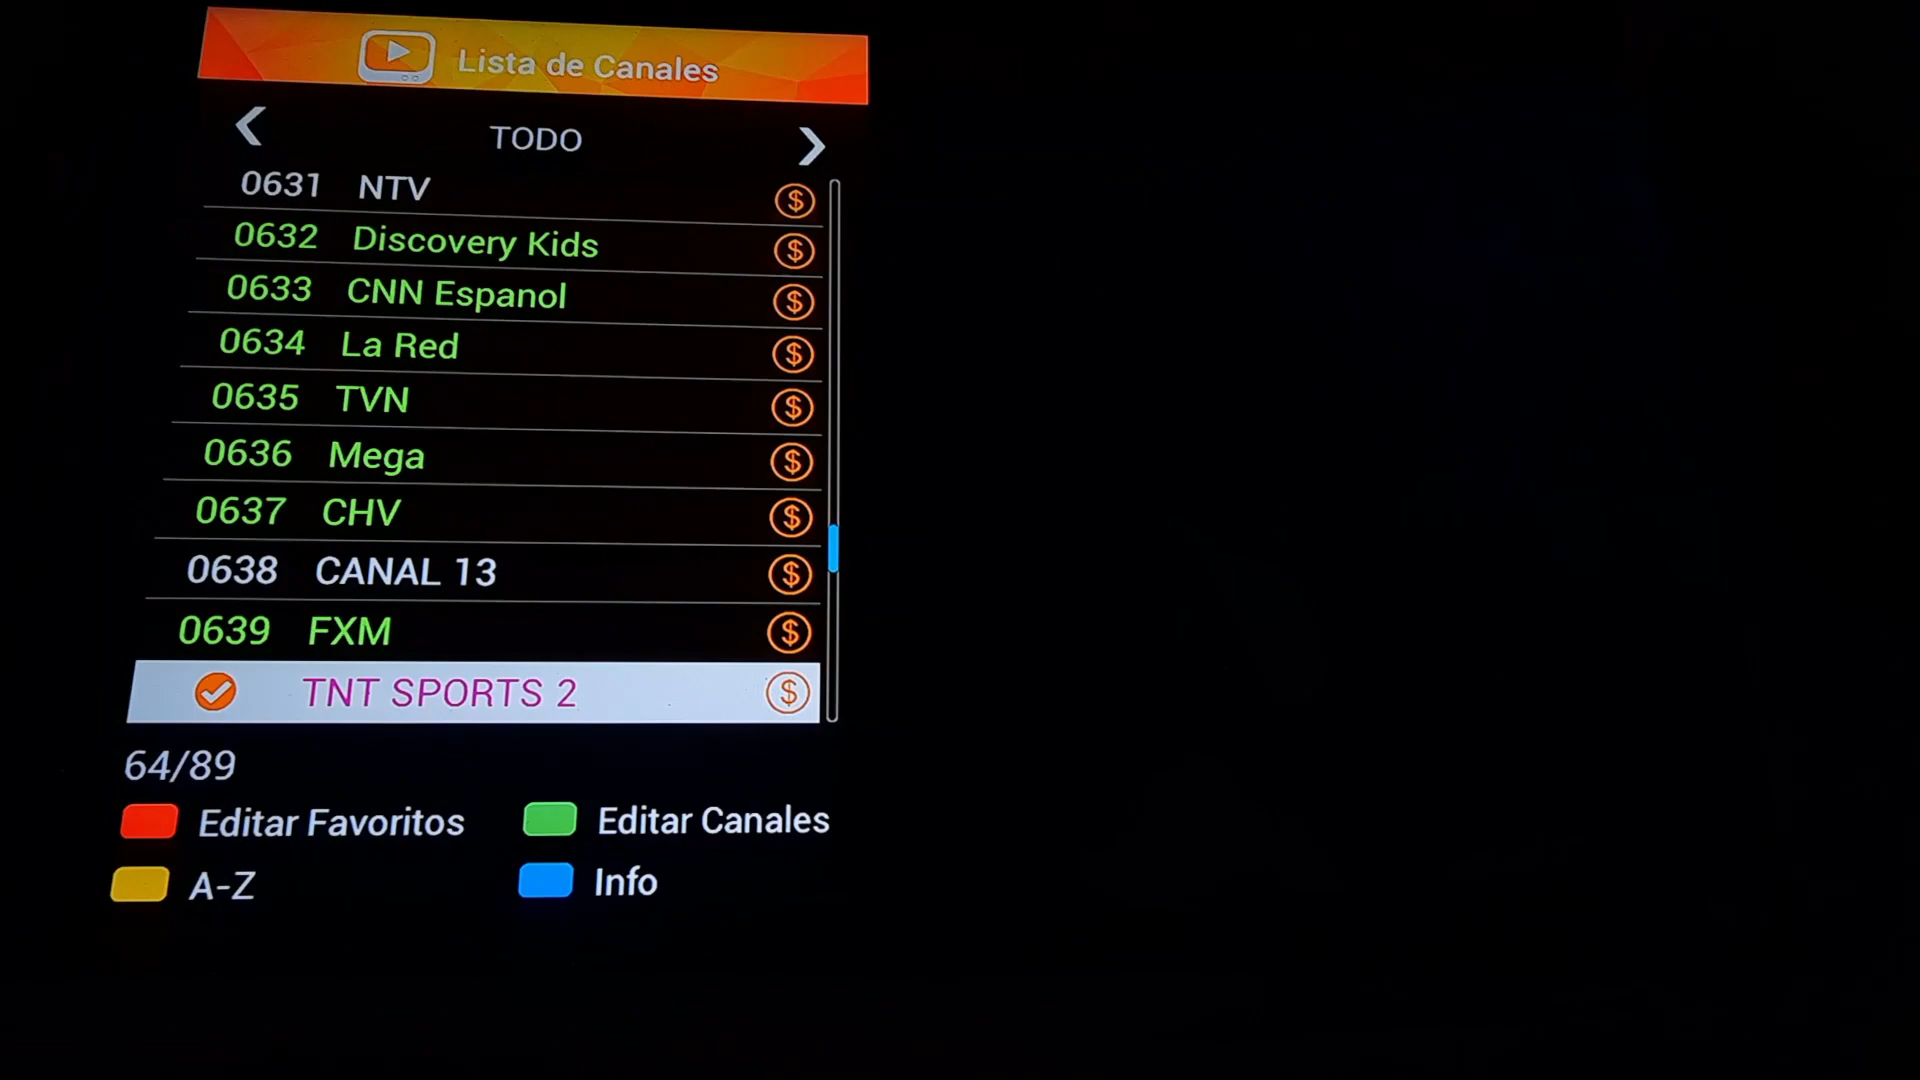 Lista de Canales
TODO
0631 NTV $
0632 Discovery Kids $
0633 CNN Espanol $
0634 La Red $
0635 TVN $
0636 Mega $
0637 CHV $
0638 CANAL 13 $
0639 FXM $
TNT SPORTS 2 $
64/89
Editar Favoritos Editar Canales
A-Z Info